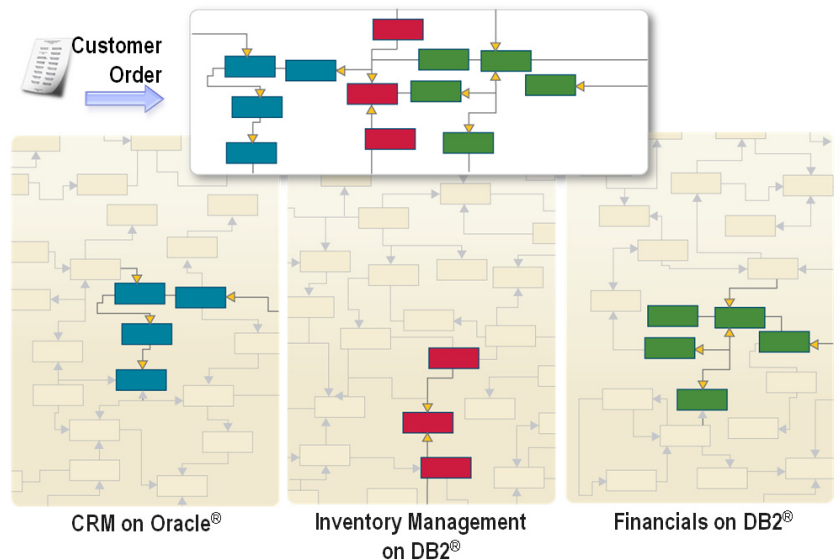 Customer
Order
CRM on Oracle®
Inventory Management
on DB2®
Financials on DB2®